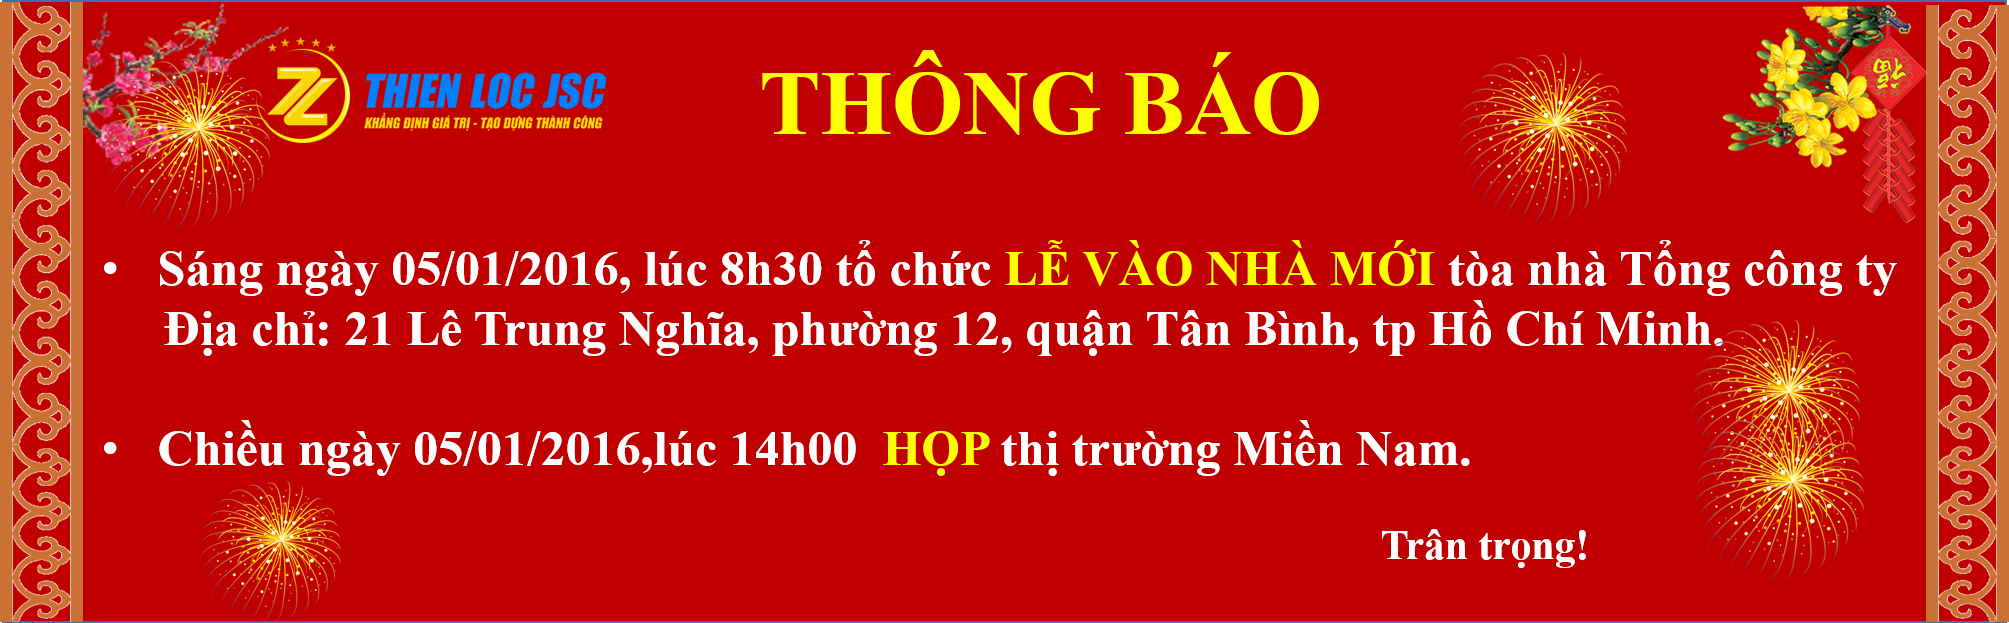 THIEN LOC JSC
KHẲNG ĐỊNH GIÁ TRỊ - TẠO DỰNG THÀNH CÔNG
THÔNG BÁO
福
• Sáng ngày 05/01/2016, lúc 8h30 tổ chức LỄ VÀO NHÀ MỚI tòa nhà Tổng công ty
Địa chỉ: 21 Lê Trung Nghĩa, phường 12, quận Tân Bình, tp Hồ Chí Minh.
• Chiều ngày 05/01/2016,lúc 14h00 HỌP thị trường Miền Nam.
Trân trọng!